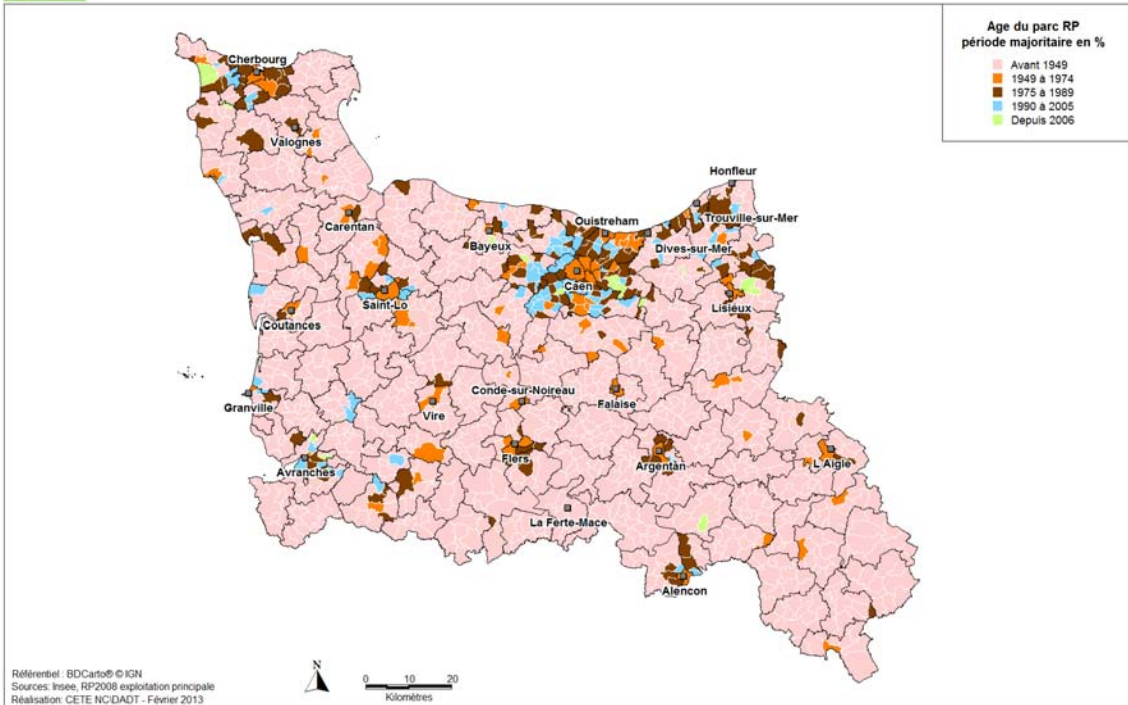 Age du parc RP
période majoritaire en %
Avant 1949
1949 à 1974
1975 à 1989
1990 à 2005
Depuis 2006
Cherbourg
Valognes
Honfleur
Trouville-sur-Mer
Ouistreham
Dives-sur-Mer
Carentan
Bayeux
Caen
Saint-Lo
Lisieux
Coutances
Granville
Vire
Conde-sur-Noireau
Falaise
Avranches
Flers
Argentan
L Aigle
La Ferte-Mace
Alencon
Référentiel : BDCarto® © IGN
Sources: Insee, RP2008 exploitation principale
Réalisation: CETE NC\DADT - Février 2013
N
0 10 20
Kilomètres